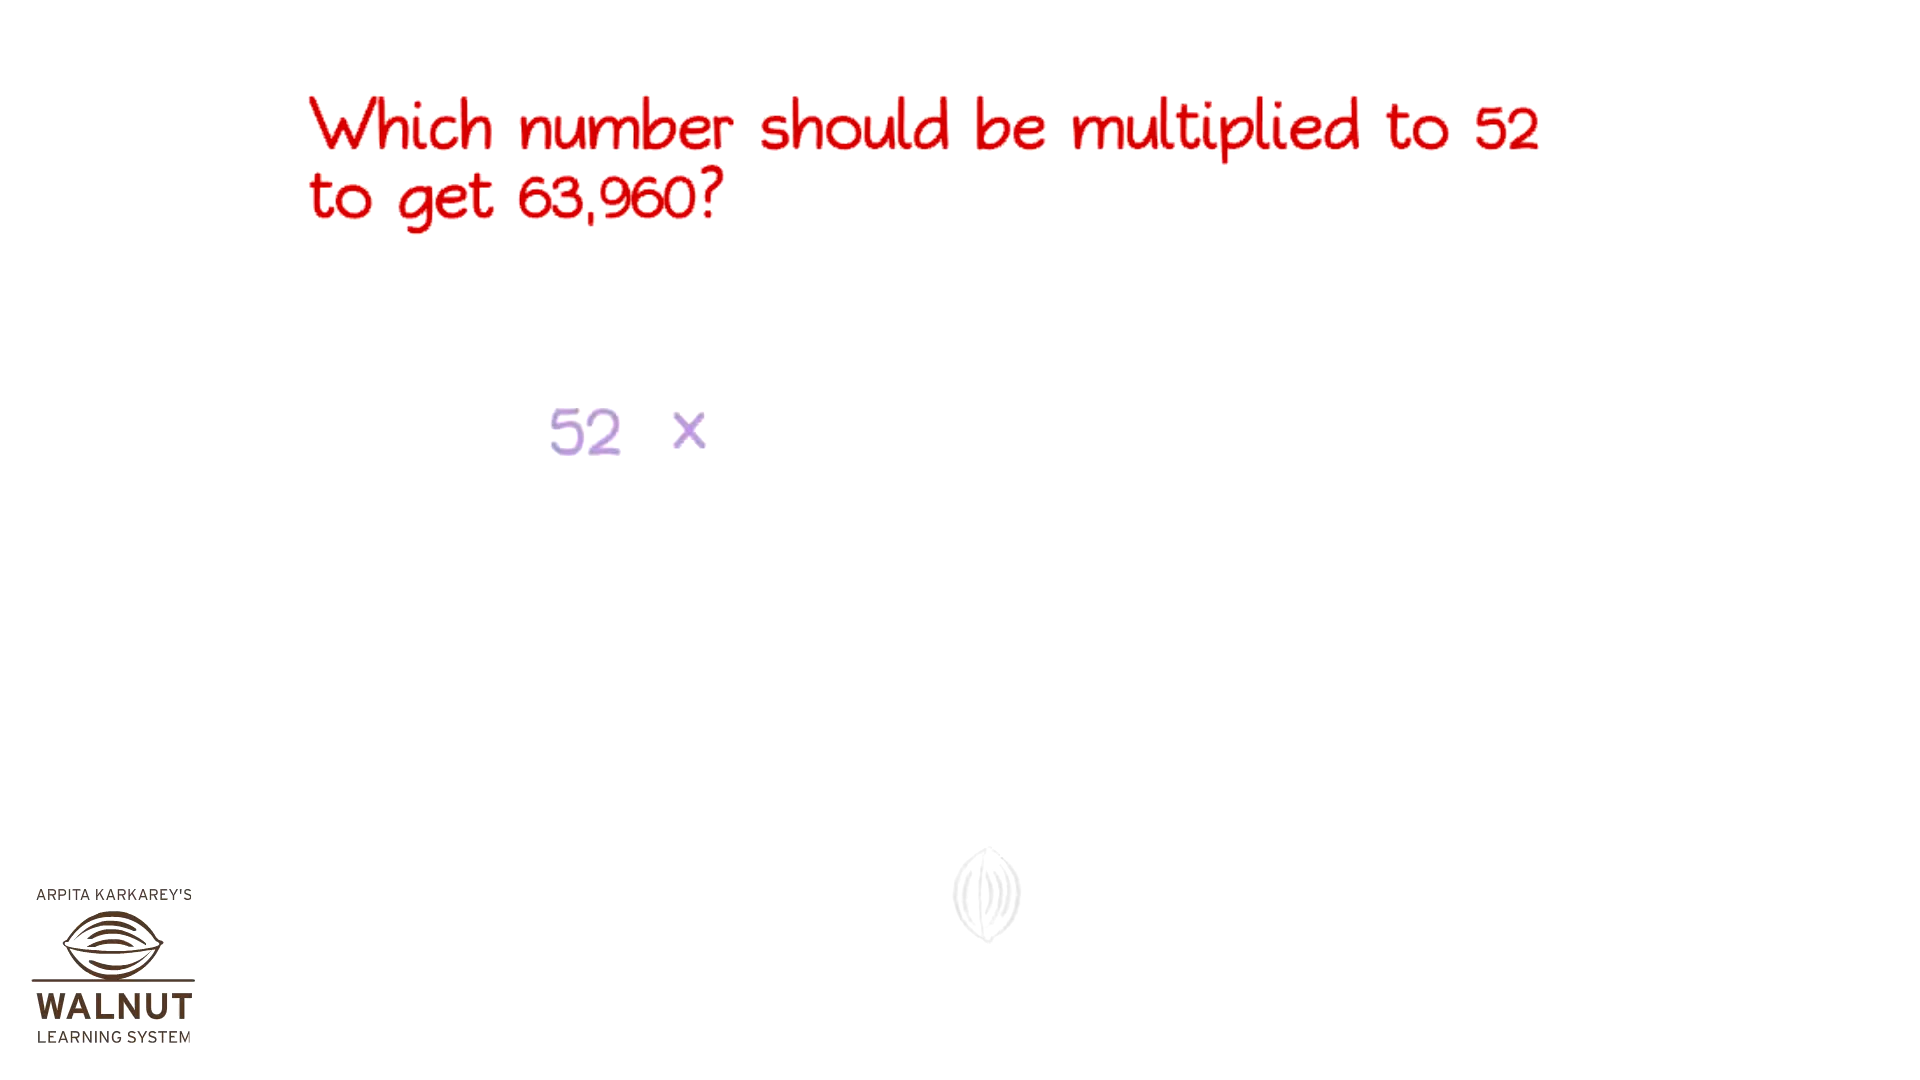 Which number should be multiplied to 52
to get 63,960?
52 x
ARPITA KARKAREY'S
WALNUT
LEARNING SYSTEM